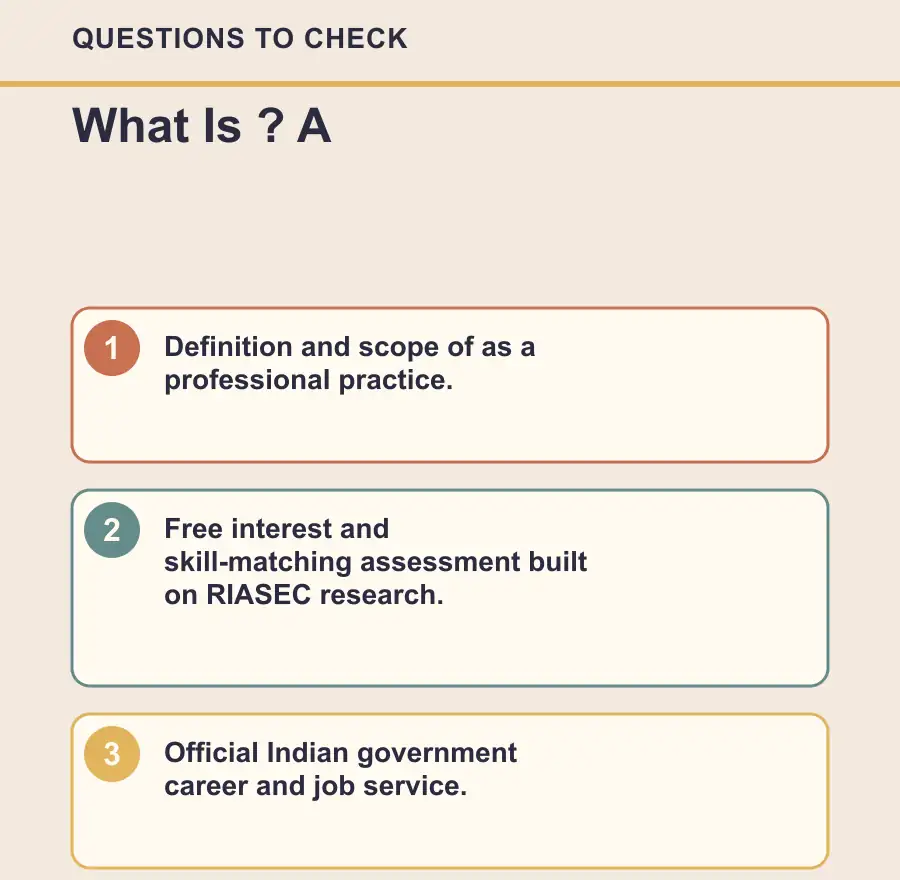 QUESTIONS TO CHECK
What Is ? A
1
Definition and scope of as a
professional practice.
2
Free interest and
skill-matching assessment built
on RIASEC research.
3
Official Indian government
career and job service.